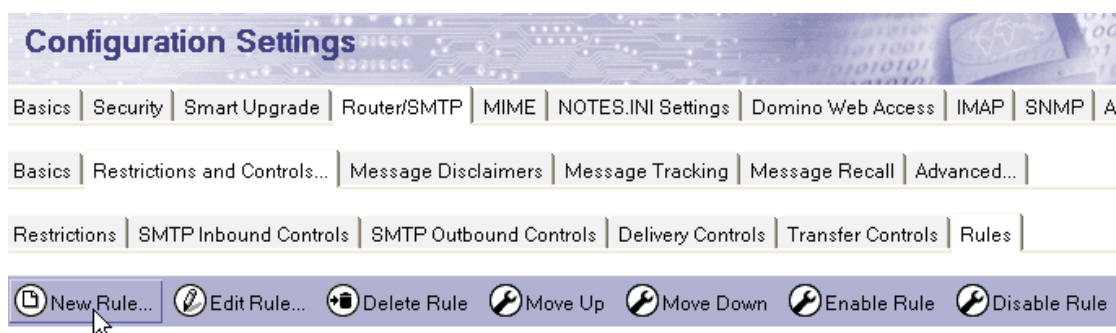 Configuration Settings
Basics Security Smart Upgrade Router/SMTP MIME NOTES.INI Settings Domino Web Access IMAP SNMP A
Basics Restrictions and Controls... Message Disclaimers Message Tracking Message Recall Advanced...
Restrictions SMTP Inbound Controls SMTP Outbound Controls Delivery Controls Transfer Controls Rules
New Rule... Edit Rule... Delete Rule Move Up Move Down Enable Rule Disable Rule